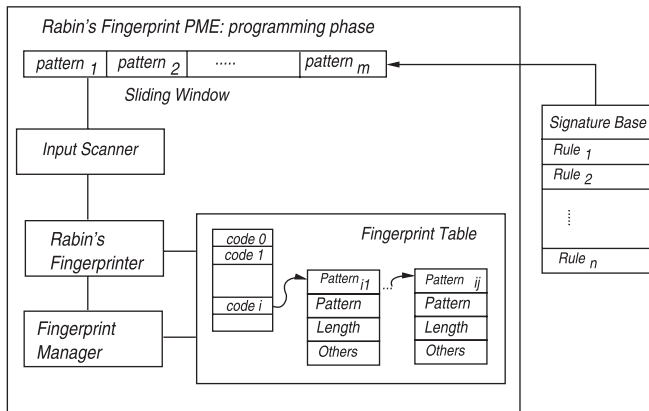 Rabin's Fingerprint PME: programming phase
pattern 1 pattern 2 ..... pattern m
Sliding Window
Signature Base
Rule 1
Rule 2
.....
Rule n
Input Scanner
Rabin's
Fingerprinter
Fingerprint
Manager
Fingerprint Table
code 0
code 1
code i
Pattern i1 ... Pattern ij
Pattern Pattern
Length Length
Others Others